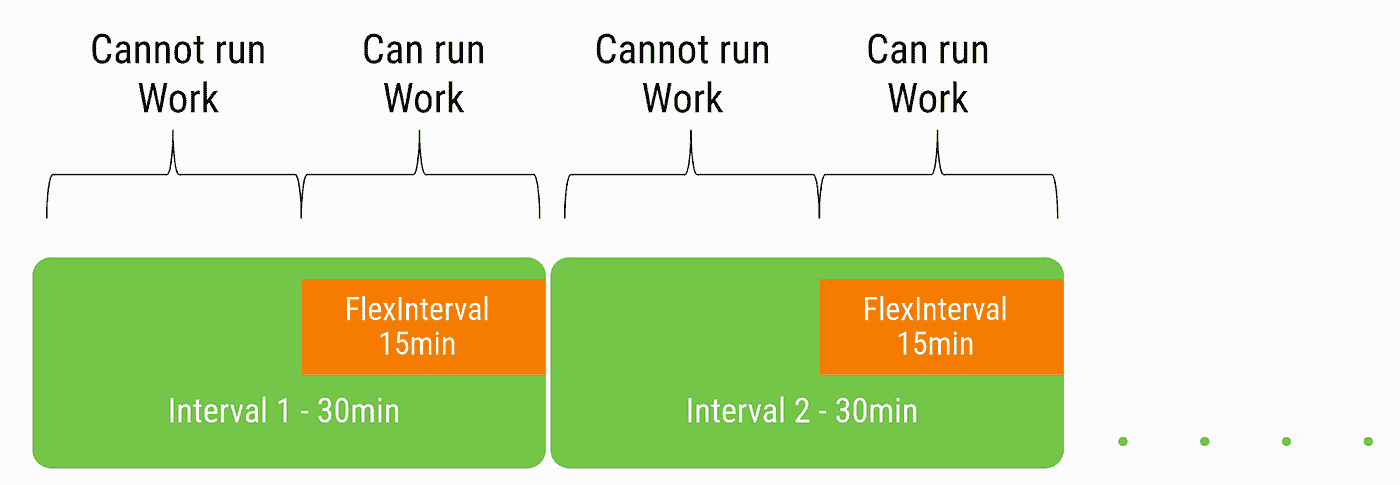 Cannot run
Work
Can run
Work
Cannot run
Work
Can run
Work
FlexInterval
15min
Interval 1 - 30min
FlexInterval
15min
Interval 2 - 30min